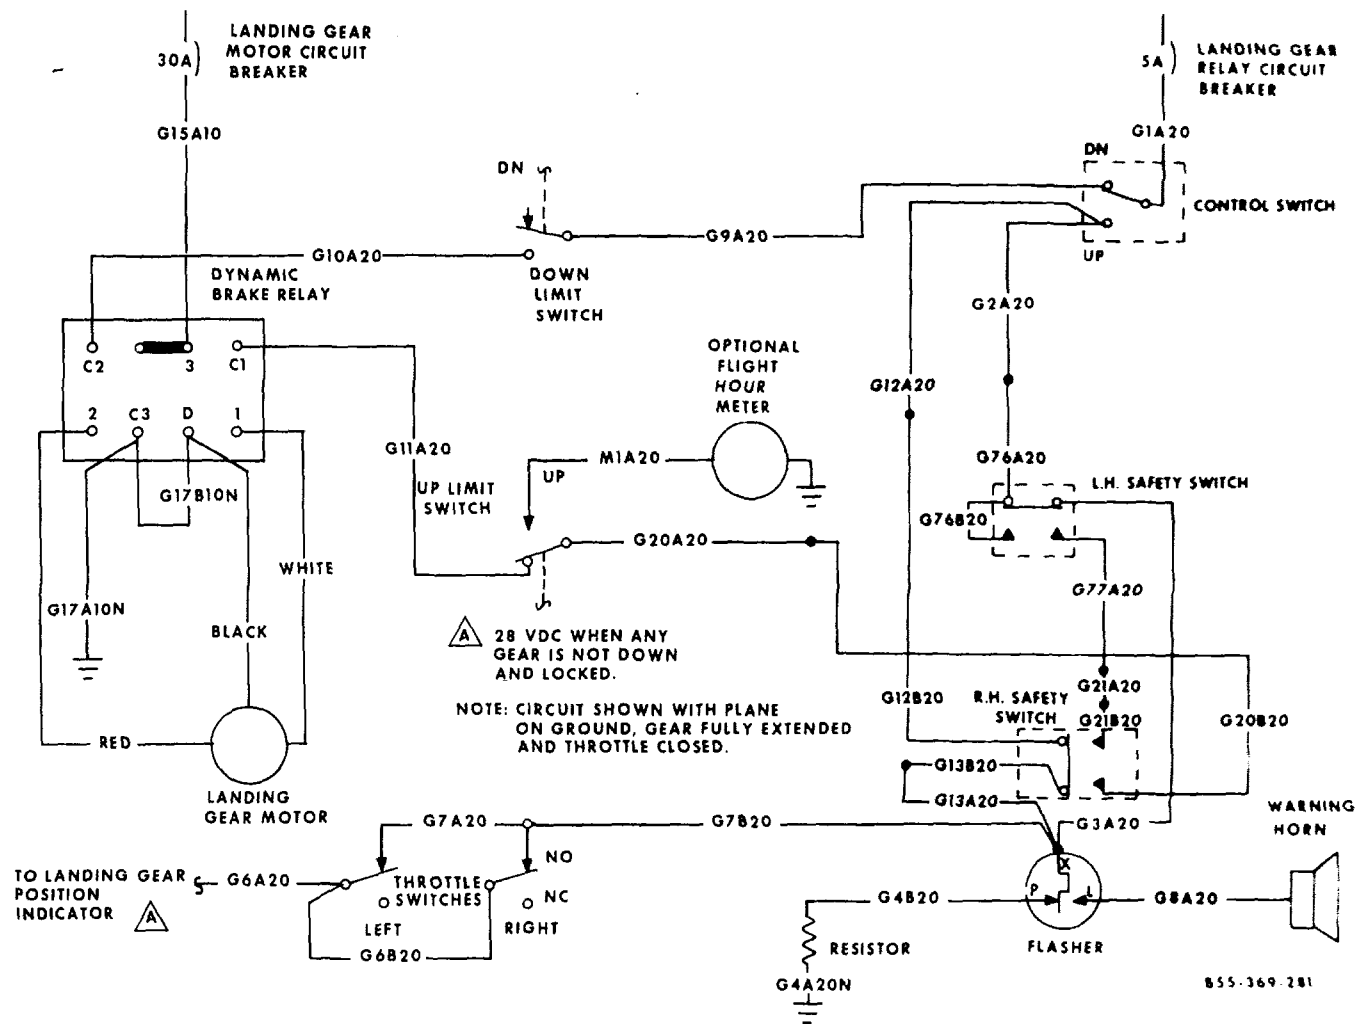 LANDING GEAR
MOTOR CIRCUIT
BREAKER
30A
G15A10
LANDING GEAR
RELAY CIRCUIT
BREAKER
5A
G1A20
DN
CONTROL SWITCH
UP
DN
G9A20
G10A20
DOWN
LIMIT
SWITCH
DYNAMIC
BRAKE RELAY
C2
3
C1
2
C3
D
1
G2A20
OPTIONAL
FLIGHT
HOUR
METER
G12A20
G11A20
UP
M1A20
G76A20
L.H. SAFETY SWITCH
G76B20
G17B10N
UP LIMIT
SWITCH
G20A20
WHITE
G77A20
G17A10N
BLACK
A
28 VDC WHEN ANY
GEAR IS NOT DOWN
AND LOCKED.
NOTE: CIRCUIT SHOWN WITH PLANE
ON GROUND, GEAR FULLY EXTENDED
AND THROTTLE CLOSED.
G12B20
R.H. SAFETY
SWITCH
G21A20
G21B20
G20B20
RED
LANDING
GEAR MOTOR
G13B20
G13A20
G7A20
G7B20
G3A20
WARNING
HORN
NO
TO LANDING GEAR
POSITION
INDICATOR
A
G6A20
THROTTLE
SWITCHES
NC
LEFT
RIGHT
G6B20
X
P
L
G4B20
G8A20
RESISTOR
FLASHER
G4A20N
B55-369-281